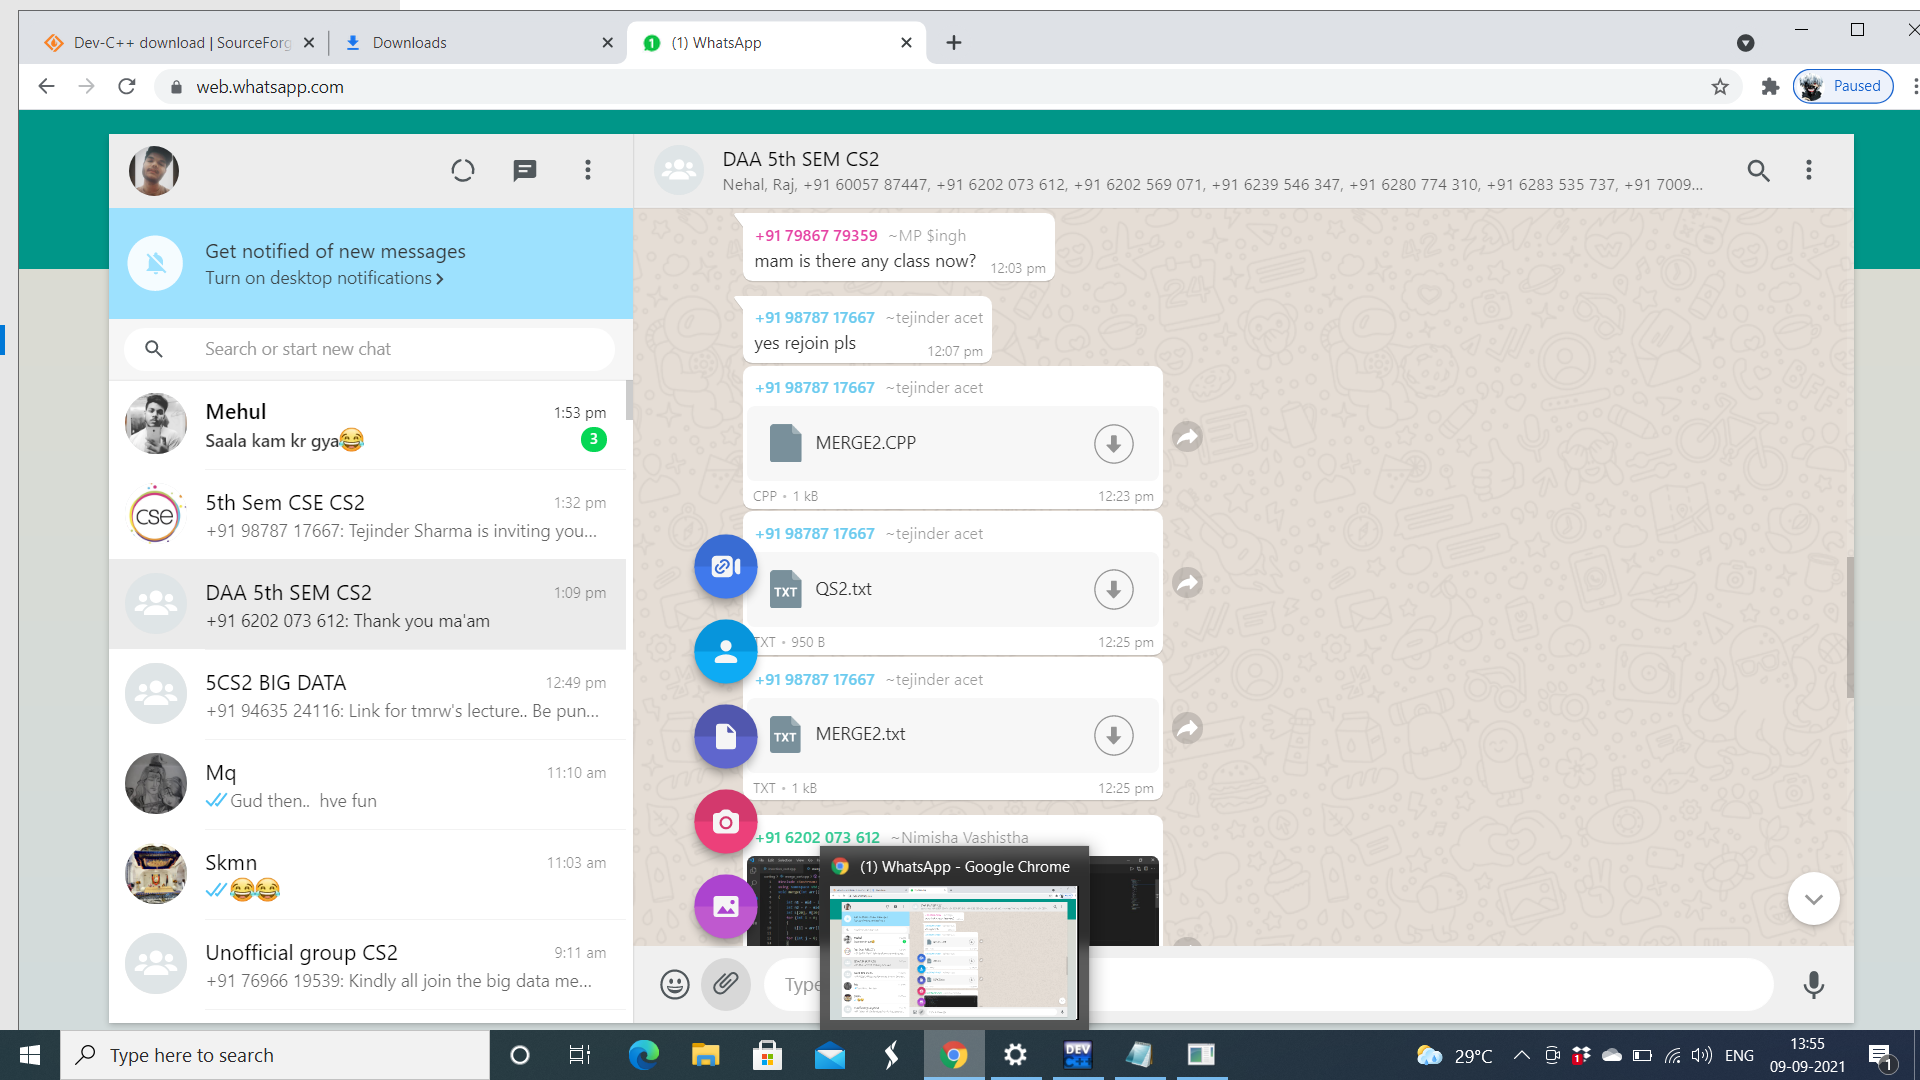 Dev-C++ download | SourceForg
Downloads
(1) WhatsApp
web.whatsapp.com
Paused
Get notified of new messages
Turn on desktop notifications
Search or start new chat
Mehul
1:53 pm
Saala kam kr gya😂
3
5th Sem CSE CS2
1:32 pm
+91 98787 17667: Tejinder Sharma is inviting you...
cse
DAA 5th SEM CS2
1:09 pm
+91 6202 073 612: Thank you ma'am
5CS2 BIG DATA
12:49 pm
+91 94635 24116: Link for tmrw's lecture.. Be pun...
Mq
11:10 am
Gud then.. hve fun
Skmn
11:03 am
😂😂
Unofficial group CS2
9:11 am
+91 76966 19539: Kindly all join the big data me...
DAA 5th SEM CS2
Nehal, Raj, +91 60057 87447, +91 6202 073 612, +91 6202 569 071, +91 6239 546 347, +91 6280 774 310, +91 6283 535 737, +91 7009...
+91 79867 79359 ~MP $ingh
mam is there any class now? 12:03 pm
+91 98787 17667 ~tejinder acet
yes rejoin pls 12:07 pm
+91 98787 17667 ~tejinder acet
MERGE2.CPP
CPP • 1 kB 12:23 pm
+91 98787 17667 ~tejinder acet
TXT QS2.txt
TXT • 950 B 12:25 pm
+91 98787 17667 ~tejinder acet
TXT MERGE2.txt
TXT • 1 kB 12:25 pm
+91 6202 073 612 ~Nimisha Vashistha
(1) WhatsApp - Google Chrome
Type
Type here to search
DEV
C++
29°C
1
ENG
13:55
09-09-2021
1